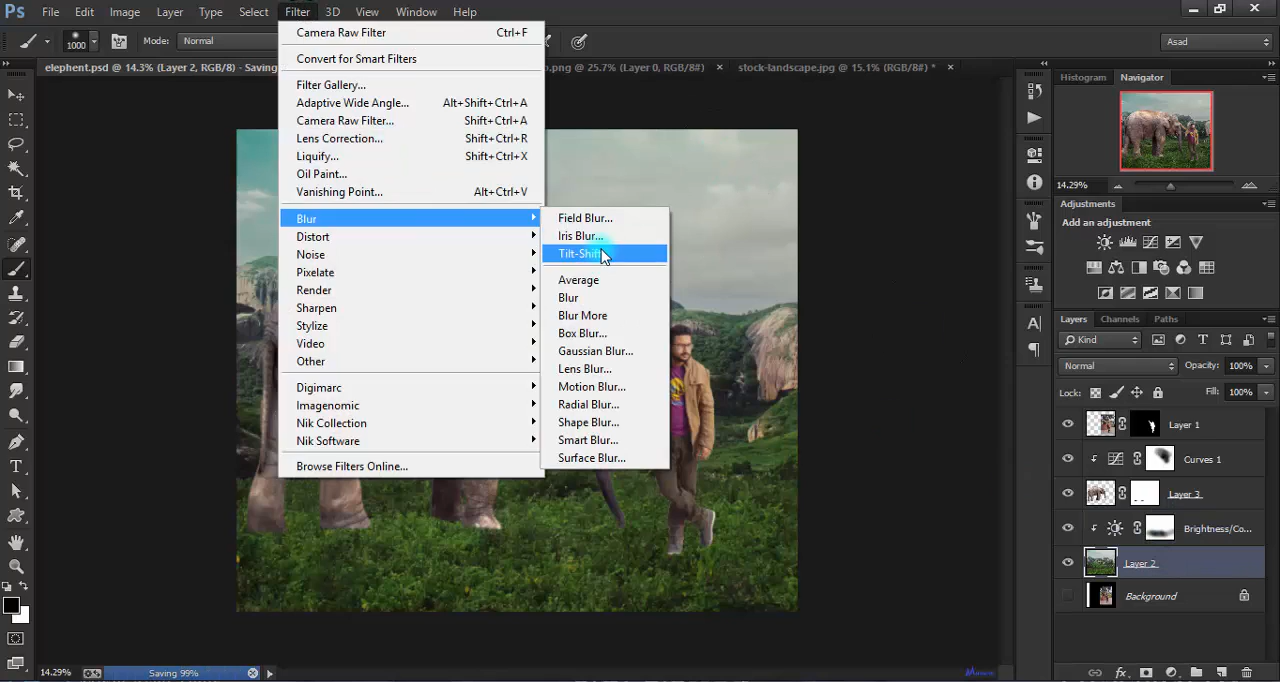 Ps File Edit Image Layer Type Select Filter 3D View Window Help
1000 Mode: Normal Asad
elephent.psd @ 14.3% (Layer 2, RGB/8) - Saving
.png @ 25.7% (Layer 0, RGB/8#) × stock-landscape.jpg @ 15.1% (RGB/8#) * ×
Camera Raw Filter Ctrl+F
Convert for Smart Filters
Filter Gallery...
Adaptive Wide Angle... Alt+Shift+Ctrl+A
Camera Raw Filter... Shift+Ctrl+A
Lens Correction... Shift+Ctrl+R
Liquify... Shift+Ctrl+X
Oil Paint...
Vanishing Point... Alt+Ctrl+V
Blur
Distort
Noise
Pixelate
Render
Sharpen
Stylize
Video
Other
Digimarc
Imagenomic
Nik Collection
Nik Software
Browse Filters Online...
Field Blur...
Iris Blur...
Tilt-Shift
Average
Blur
Blur More
Box Blur...
Gaussian Blur...
Lens Blur...
Motion Blur...
Radial Blur...
Shape Blur...
Smart Blur...
Surface Blur...
Histogram Navigator
14.29%
Adjustments
Add an adjustment
Layers Channels Paths
Kind
Normal Opacity: 100%
Lock: Fill: 100%
Layer 1
Curves 1
Layer 3
Brightness/Co...
Layer 2
Background
14.29% Saving 99%